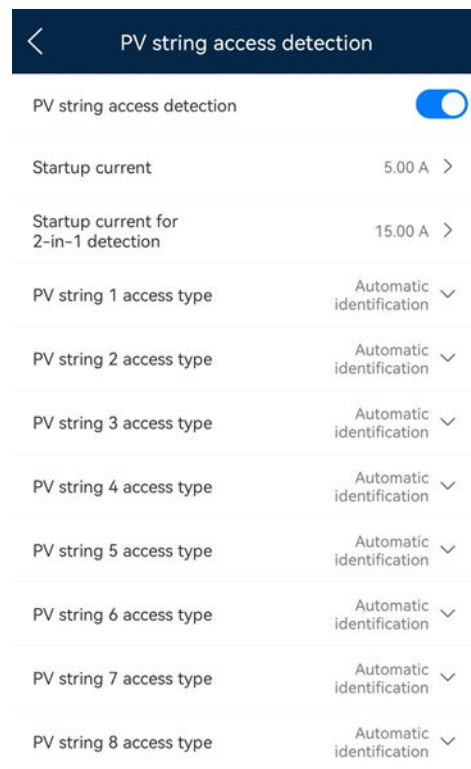 PV string access detection
PV string access detection
Startup current 5.00 A
Startup current for
2-in-1 detection 15.00 A
PV string 1 access type Automatic
identification
PV string 2 access type Automatic
identification
PV string 3 access type Automatic
identification
PV string 4 access type Automatic
identification
PV string 5 access type Automatic
identification
PV string 6 access type Automatic
identification
PV string 7 access type Automatic
identification
PV string 8 access type Automatic
identification